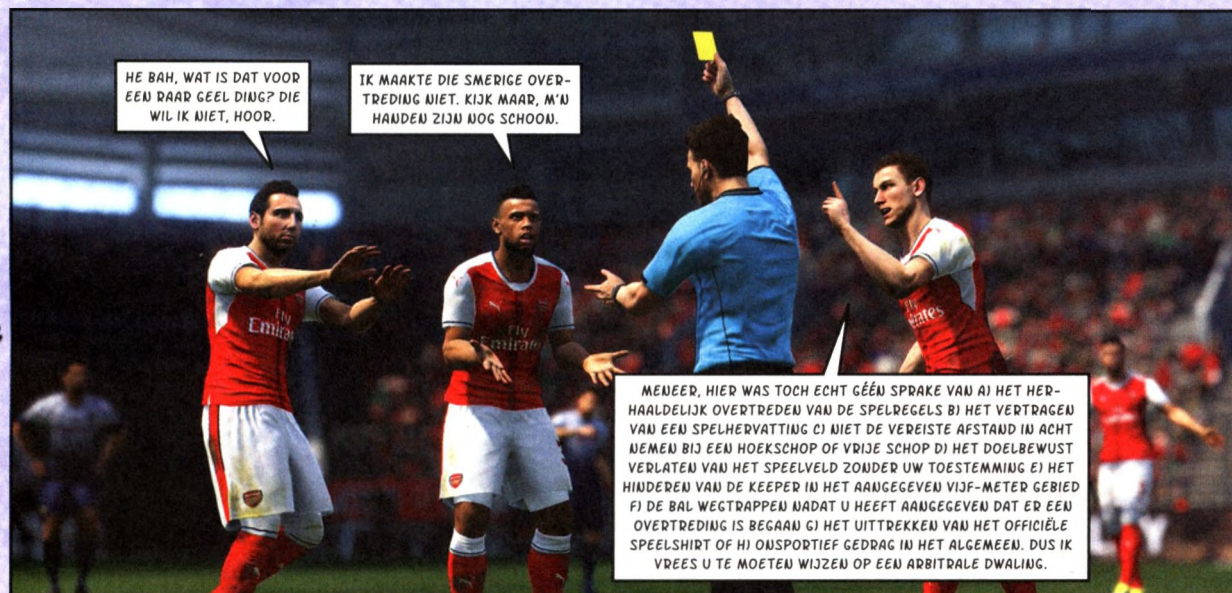 HE BAH, WAT IS DAT VOOR
EEN RAAR GEEL DING? DIE
WIL IK NIET, HOOR.
IK MAAKTE DIE SMERIGE OVER-
TREDING NIET. KIJK MAAR, M'N
HANDEN ZIJN NOG SCHOON.
Fly
Emirates
Fly
Emirates
Fly
Emirates
MENEER, HIER WAS TOCH ECHT GÉÉN SPRAKE VAN A) HET HER-
HAALDELIJK OVERTREDEN VAN DE SPELREGELS B) HET VERTRAGEN
VAN EEN SPELHERVATTING C) NIET DE VEREISTE AFSTAND IN ACHT
NEMEN BIJ EEN HOEKSCHOP OF VRIJE SCHOP D) HET DOELBEWUST
VERLATEN VAN HET SPEELVELD ZONDER UW TOESTEMMING E) HET
HINDEREN VAN DE KEEPER IN HET AANGEGEVEN VIJF-METER GEBIED
F) DE BAL WEGTRAPPEN NADAT U HEEFT AANGEGEVEN DAT ER EEN
OVERTREDING IS BEGAAN G) HET UITTREKKEN VAN HET OFFICIËLE
SPEELSHIRT OF H) ONSPORTIEF GEDRAG IN HET ALGEMEEN. DUS IK
VREES U TE MOETEN WIJZEN OP EEN ARBITRALE DWALING.